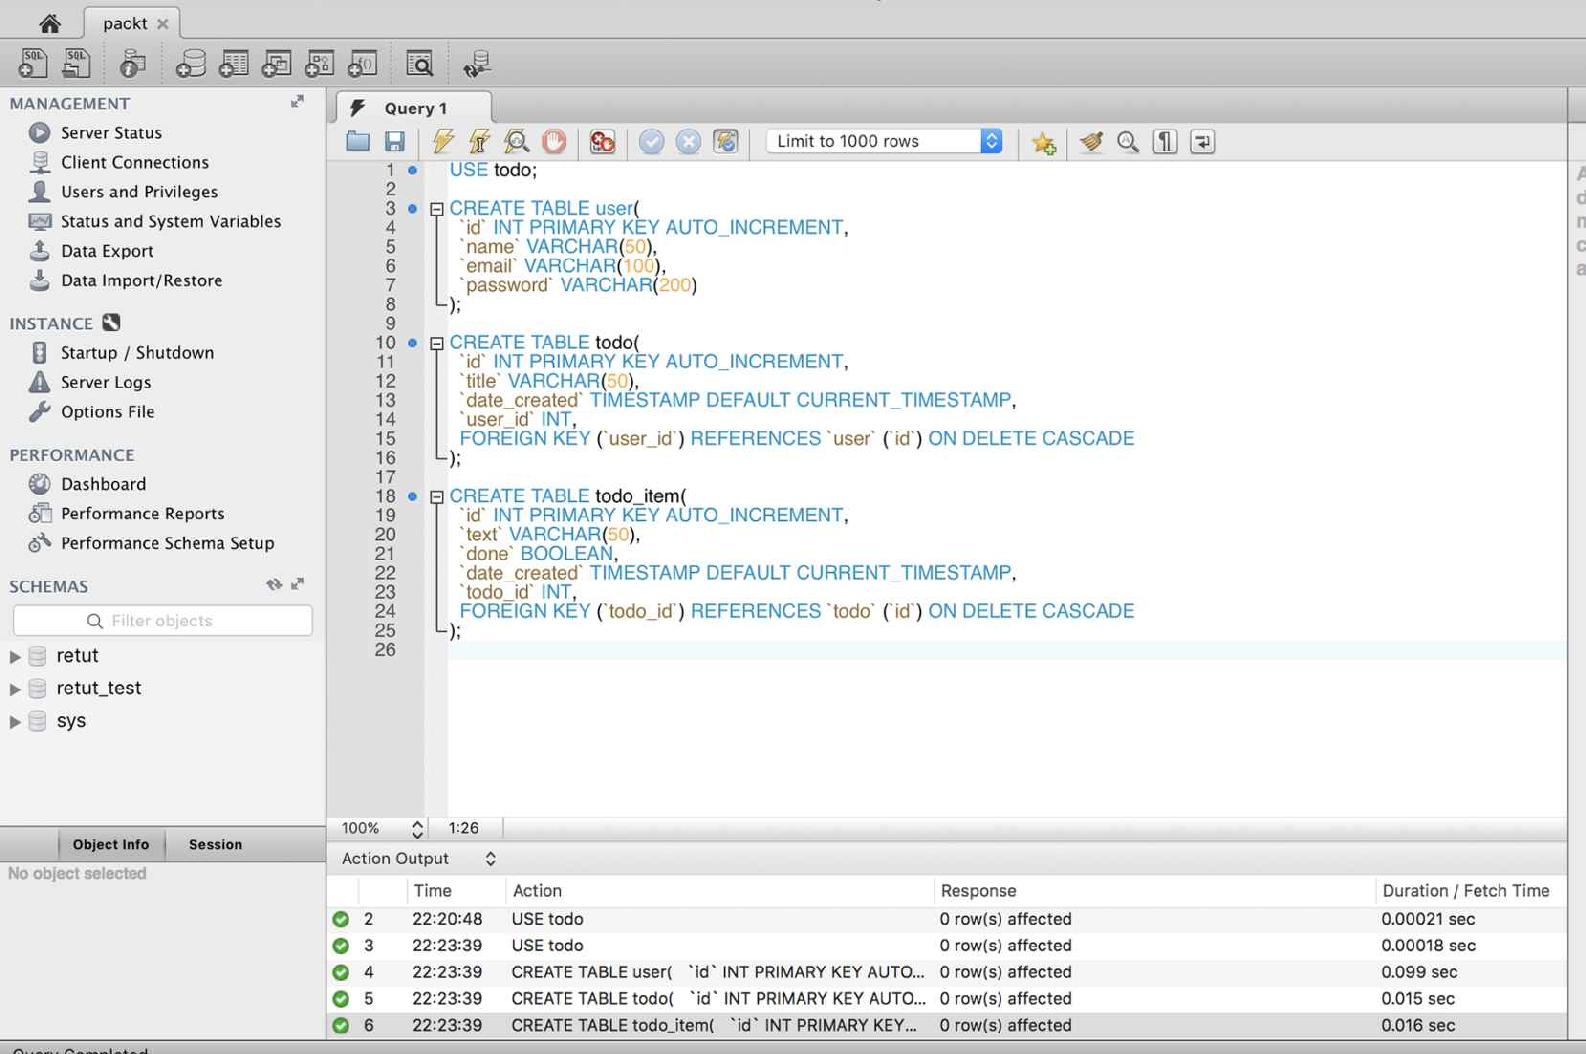 packt
SQL
SQL
MANAGEMENT
Server Status
Client Connections
Users and Privileges
Status and System Variables
Data Export
Data Import/Restore
INSTANCE
Startup / Shutdown
Server Logs
Options File
PERFORMANCE
Dashboard
Performance Reports
Performance Schema Setup
SCHEMAS
Filter objects
retut
retut_test
sys
Object Info Session
No object selected
Query 1
Limit to 1000 rows
1 USE todo;
2
3 CREATE TABLE user(
4 `id` INT PRIMARY KEY AUTO_INCREMENT,
5 `name` VARCHAR(50),
6 `email` VARCHAR(100),
7 `password` VARCHAR(200)
8 );
9
10 CREATE TABLE todo(
11 `id` INT PRIMARY KEY AUTO_INCREMENT,
12 `title` VARCHAR(50),
13 `date_created` TIMESTAMP DEFAULT CURRENT_TIMESTAMP,
14 `user_id` INT,
15 FOREIGN KEY (`user_id`) REFERENCES `user` (`id`) ON DELETE CASCADE
16 );
17
18 CREATE TABLE todo_item(
19 `id` INT PRIMARY KEY AUTO_INCREMENT,
20 `text` VARCHAR(50),
21 `done` BOOLEAN,
22 `date_created` TIMESTAMP DEFAULT CURRENT_TIMESTAMP,
23 `todo_id` INT,
24 FOREIGN KEY (`todo_id`) REFERENCES `todo` (`id`) ON DELETE CASCADE
25 );
26
100% 1:26
Action Output
Time Action Response Duration / Fetch Time
2 22:20:48 USE todo 0 row(s) affected 0.00021 sec
3 22:23:39 USE todo 0 row(s) affected 0.00018 sec
4 22:23:39 CREATE TABLE user( `id` INT PRIMARY KEY AUTO... 0 row(s) affected 0.099 sec
5 22:23:39 CREATE TABLE todo( `id` INT PRIMARY KEY AUTO... 0 row(s) affected 0.015 sec
6 22:23:39 CREATE TABLE todo_item( `id` INT PRIMARY KEY... 0 row(s) affected 0.016 sec
Query Completed